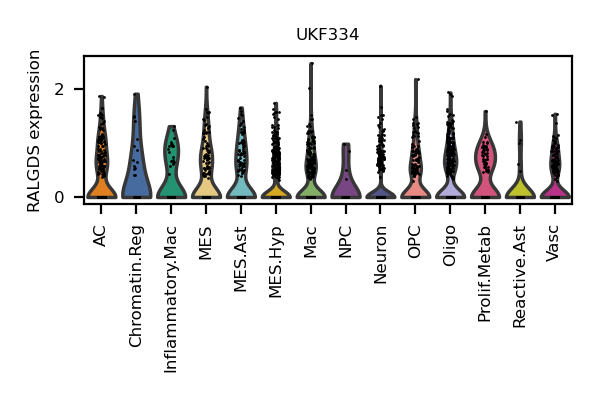 UKF334
RALGDS expression
2
0
AC
Chromatin.Reg
Inflammatory.Mac
MES
MES.Ast
MES.Hyp
Mac
NPC
Neuron
OPC
Oligo
Prolif.Metab
Reactive.Ast
Vasc